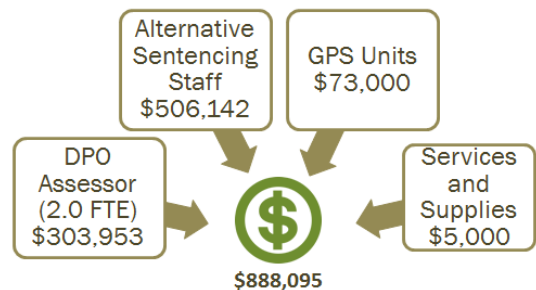 Alternative
Sentencing
Staff
$506,142
GPS Units
$73,000
DPO
Assessor
(2.0 FTE)
$303,953
Services
and
Supplies
$5,000
$
$888,095